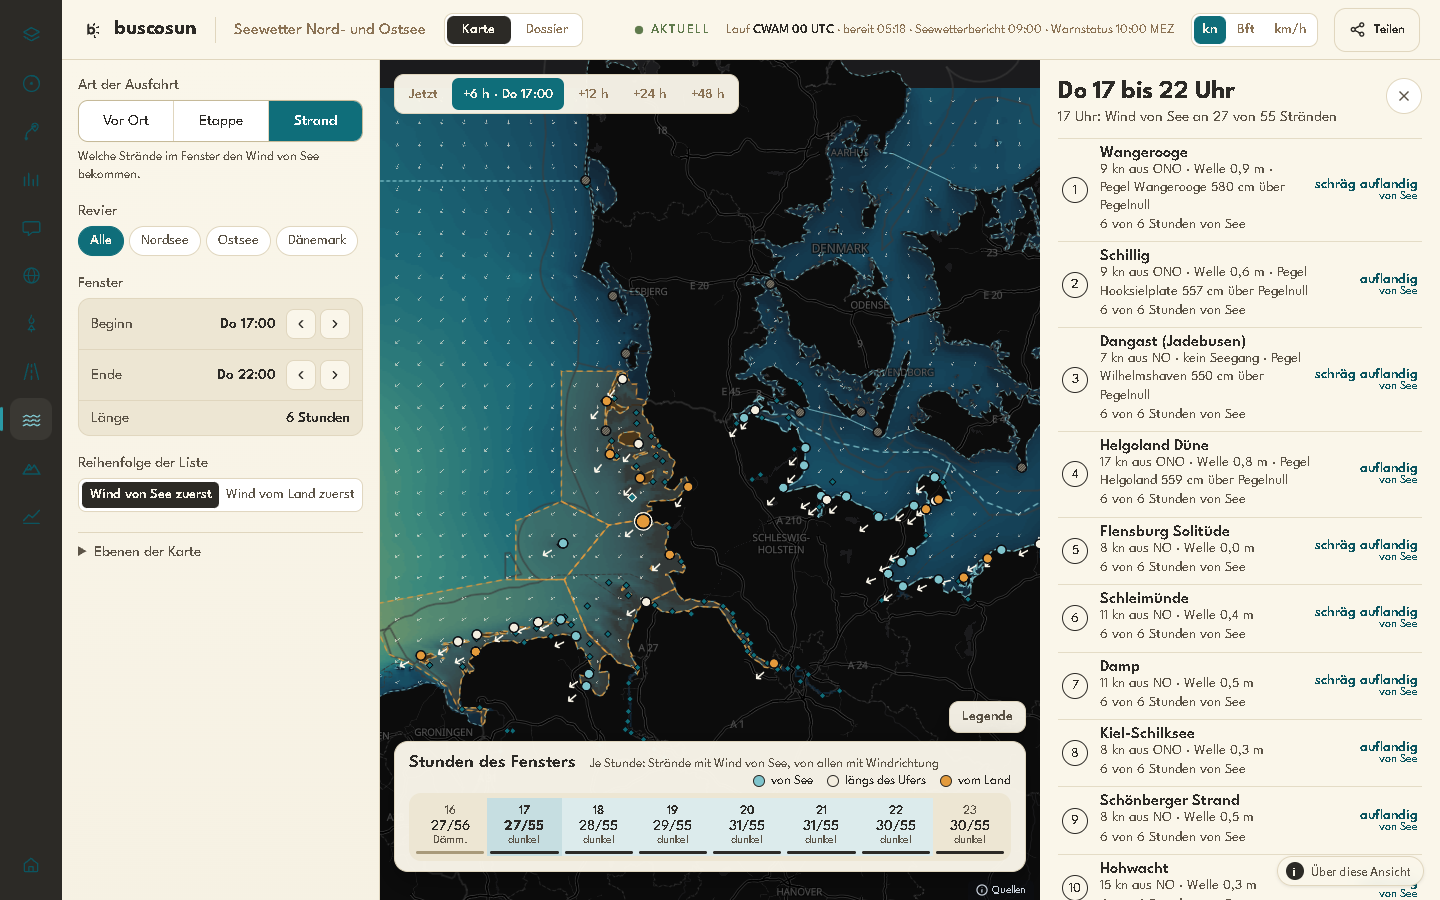 buscosun
Seewetter Nord- und Ostsee
Karte
Dossier
AKTUELL
Lauf CWAM 00 UTC · bereit 05:18 · Seewetterbericht 09:00 · Warnstatus 10:00 MEZ
kn
Bft
km/h
Teilen
Art der Ausfahrt
Vor Ort
Etappe
Strand
Welche Strände im Fenster den Wind von See
bekommen.
Revier
Alle
Nordsee
Ostsee
Dänemark
Fenster
Beginn
Do 17:00
Ende
Do 22:00
Länge
6 Stunden
Reihenfolge der Liste
Wind von See zuerst
Wind vom Land zuerst
Ebenen der Karte
Jetzt
+6 h · Do 17:00
+12 h
+24 h
+48 h
18
15
AARHUS
DENMARK
23
ESBJERG
E 20
ODENSE
E 20
9
SVENDBORG
E 45
A 210
SCHLESWIG-
HOLSTEIN
A 27
A 24
A 1
GRONINGEN
HANOVER
Legende
Stunden des Fensters
Je Stunde: Strände mit Wind von See, von allen mit Windrichtung
von See
längs des Ufers
vom Land
16
27/56
Dämm.
17
27/55
dunkel
18
28/55
dunkel
19
29/55
dunkel
20
31/55
dunkel
21
31/55
dunkel
22
30/55
dunkel
23
30/55
dunkel
Quellen
Do 17 bis 22 Uhr
17 Uhr: Wind von See an 27 von 55 Stränden
1
Wangerooge
9 kn aus ONO · Welle 0,9 m ·
Pegel Wangerooge 580 cm über
Pegelnull
6 von 6 Stunden von See
schräg auflandig
von See
2
Schillig
9 kn aus ONO · Welle 0,6 m · Pegel
Hooksielplate 557 cm über Pegelnull
6 von 6 Stunden von See
auflandig
von See
3
Dangast (Jadebusen)
7 kn aus NO · kein Seegang · Pegel
Wilhelmshaven 550 cm über
Pegelnull
6 von 6 Stunden von See
schräg auflandig
von See
4
Helgoland Düne
17 kn aus ONO · Welle 0,8 m · Pegel
Helgoland 559 cm über Pegelnull
6 von 6 Stunden von See
auflandig
von See
5
Flensburg Solitüde
8 kn aus NO · Welle 0,0 m
6 von 6 Stunden von See
schräg auflandig
von See
6
Schleimünde
11 kn aus NO · Welle 0,4 m
6 von 6 Stunden von See
schräg auflandig
von See
7
Damp
11 kn aus NO · Welle 0,5 m
6 von 6 Stunden von See
schräg auflandig
von See
8
Kiel-Schilksee
8 kn aus ONO · Welle 0,3 m
6 von 6 Stunden von See
auflandig
von See
9
Schönberger Strand
8 kn aus NO · Welle 0,5 m
6 von 6 Stunden von See
auflandig
von See
10
Hohwacht
15 kn aus NO · Welle 0,3 m
von See
Über diese Ansicht